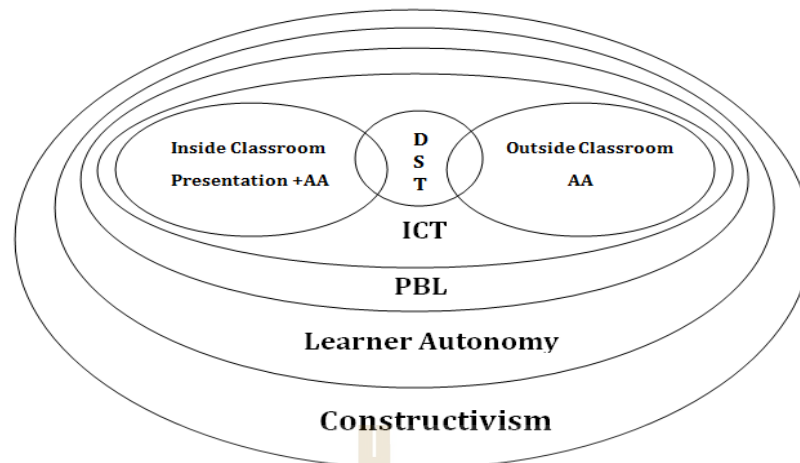 Inside Classroom
Presentation +AA
D
S
T
Outside Classroom
AA
ICT
PBL
Learner Autonomy
Constructivism